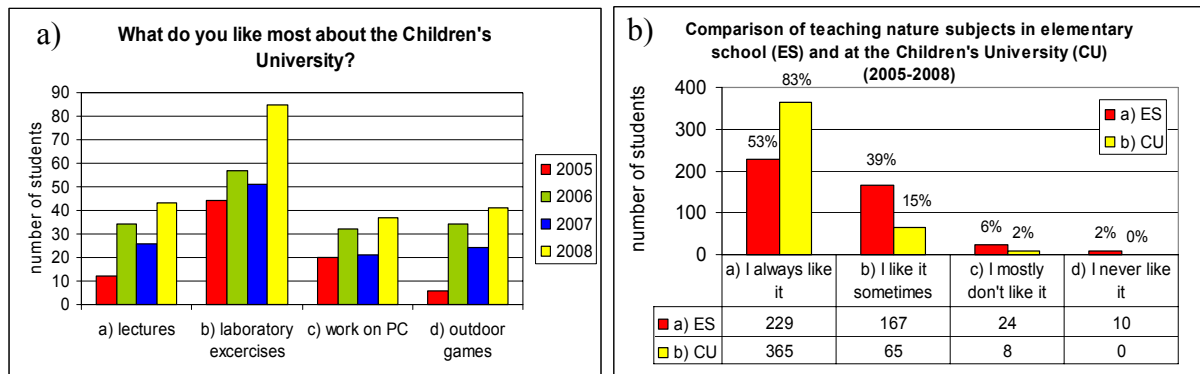 a)
What do you like most about the Children's
University?
90
80
70
60
50
40
30
20
10
0
number of students
a) lectures
b) laboratory
excercises
c) work on PC
d) outdoor
games
2005
2006
2007
2008
b)
Comparison of teaching nature subjects in elementary
school (ES) and at the Children's University (CU)
(2005-2008)
400
300
200
100
0
number of students
53%
83%
39%
15%
6%
2%
2%
0%
a) ES
b) CU
a) I always like
it
b) I like it
sometimes
c) I mostly
don't like it
d) I never like
it
a) ES 229 167 24 10
b) CU 365 65 8 0